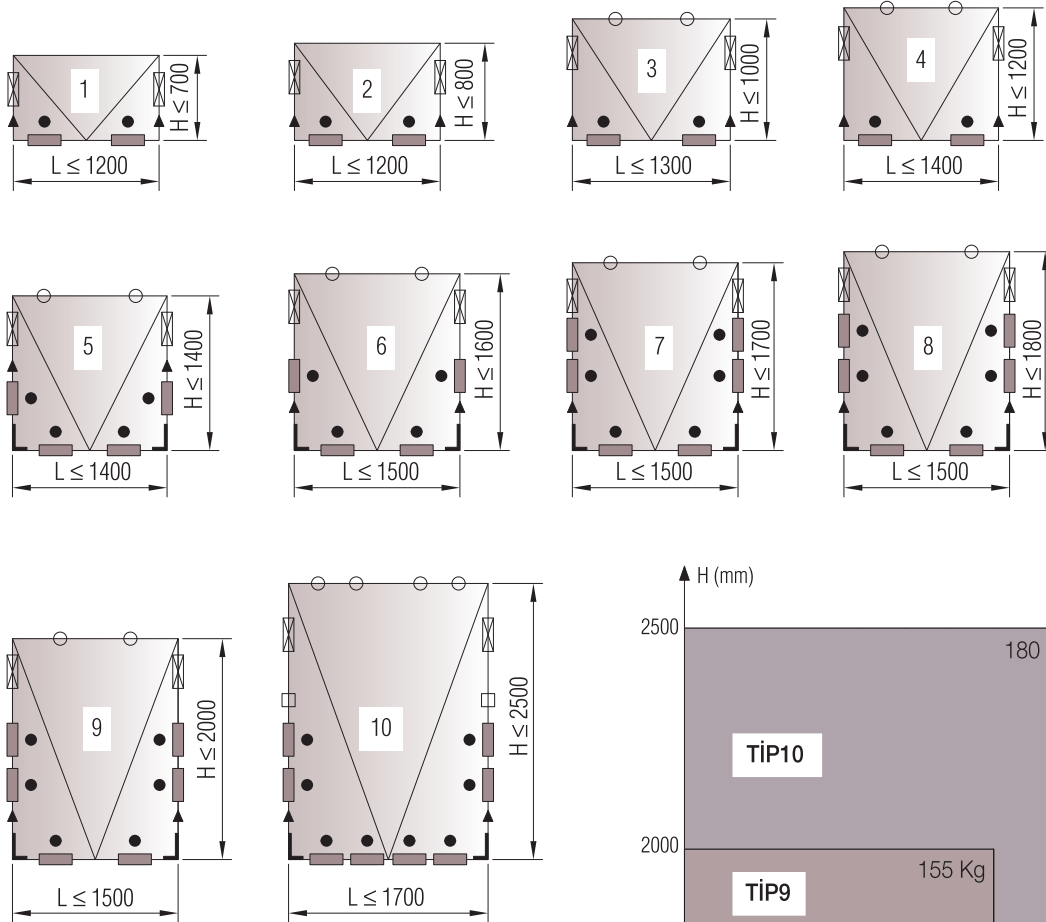 1
H ≤ 700
L ≤ 1200
2
H ≤ 800
L ≤ 1200
3
H ≤ 1000
L ≤ 1300
4
H ≤ 1200
L ≤ 1400
5
H ≤ 1400
L ≤ 1400
6
H ≤ 1600
L ≤ 1500
7
H ≤ 1700
L ≤ 1500
8
H ≤ 1800
L ≤ 1500
9
H ≤ 2000
L ≤ 1500
10
H ≤ 2500
L ≤ 1700
H (mm)
2500
180
TİP10
2000
155 Kg
TİP9